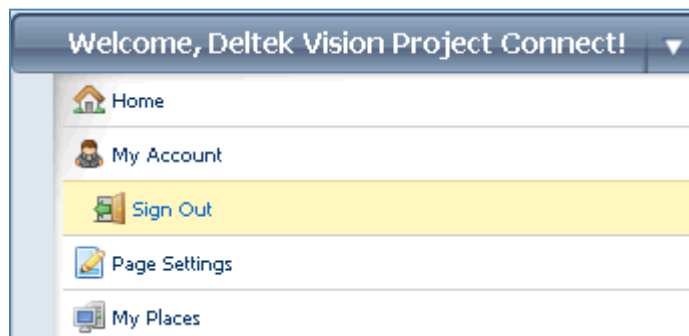 Welcome, Deltek Vision Project Connect!
Home
My Account
Sign Out
Page Settings
My Places